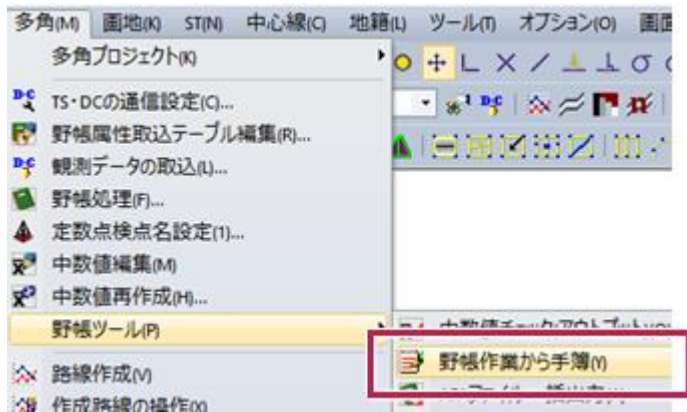 多角(M) 画地(K) ST(N) 中心線(C) 地籍(L) ツール(T) オプション(O) 画面
多角プロジェクト(K)
TS・DCの通信設定(C)...
野帳属性取込テーブル編集(R)...
観測データの取込(L)...
野帳処理(F)...
定数点検点名設定(1)...
中数値編集(M)
中数値再作成(H)...
野帳ツール(P)
野帳作業から手簿(Y)
路線作成(V)
作成路線の操作(X)